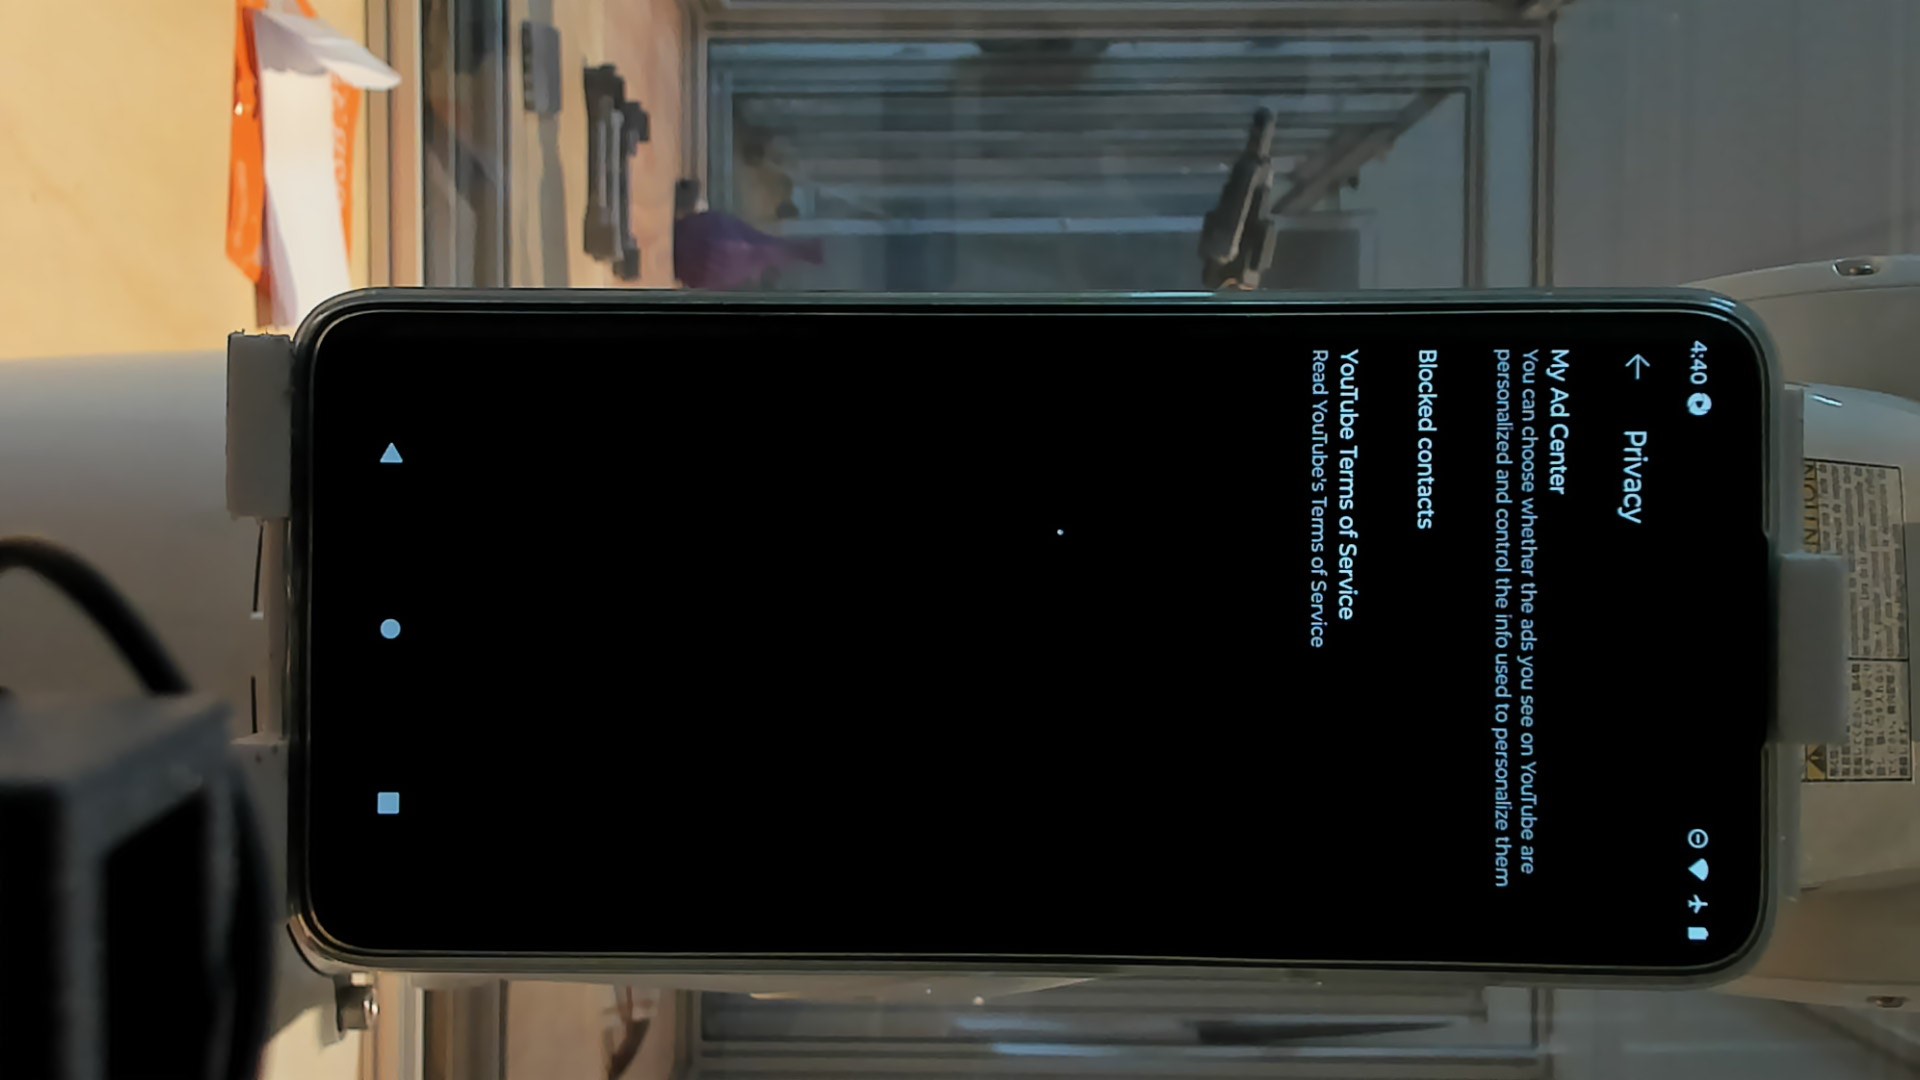 4:40
Privacy
My Ad Center
You can choose whether the ads you see on YouTube are
personalized and control the info used to personalize them
Blocked contacts
YouTube Terms of Service
Read YouTube's Terms of Service